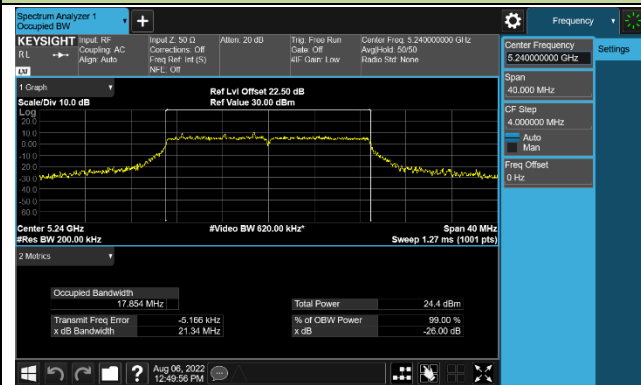 Spectrum Analyzer 1
Occupied BW
+
Frequency
KEYSIGHT
RL
LXI
Input: RF
Coupling: AC
Align: Auto
Input Z: 50 Ω
Corrections: Off
Freq Ref: Int (S)
NFE: Off
Atten: 20 dB
Trig: Free Run
Gate: Off
#IF Gain: Low
Center Freq: 5.240000000 GHz
Avg|Hold: 50/50
Radio Std: None
Center Frequency
5.240000000 GHz
Settings
Span
40.000 MHz
CF Step
4.000000 MHz
Auto
Man
Freq Offset
0 Hz
1 Graph
Scale/Div 10.0 dB
Ref Lvl Offset 22.50 dB
Ref Value 30.00 dBm
Log
20.0
10.0
0.00
-10.0
-20.0
-30.0
-40.0
-50.0
-60.0
Center 5.24 GHz
#Res BW 200.00 kHz
#Video BW 620.00 kHz*
Span 40 MHz
Sweep 1.27 ms (1001 pts)
2 Metrics
Occupied Bandwidth
17.854 MHz
Transmit Freq Error -5.166 kHz
x dB Bandwidth 21.34 MHz
Total Power 24.4 dBm
% of OBW Power 99.00 %
x dB -26.00 dB
?
Aug 06, 2022
12:49:56 PM